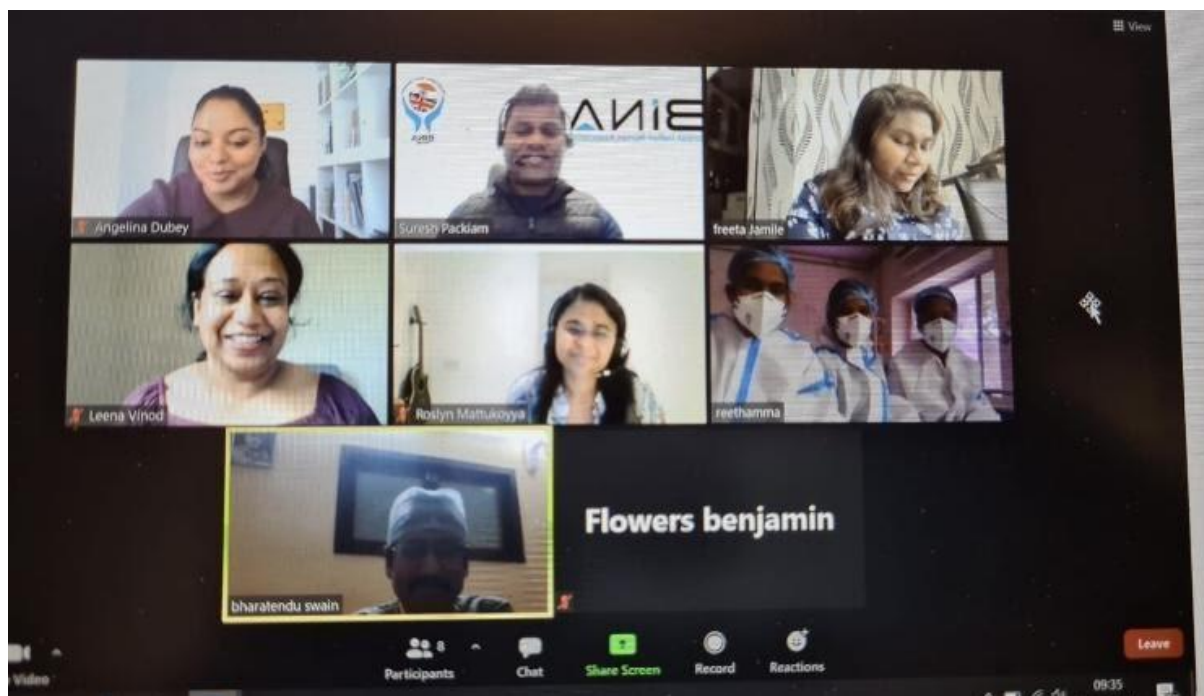 View
BiNA
Angelina Dubey
Suresh Packiam
freeta Jamile
Leena Vinod
Roslyn Mattukoyya
reethamma
bharatendu swain
Flowers benjamin
Video
8
Participants
Chat
Share Screen
Record
Reactions
Leave
09:35